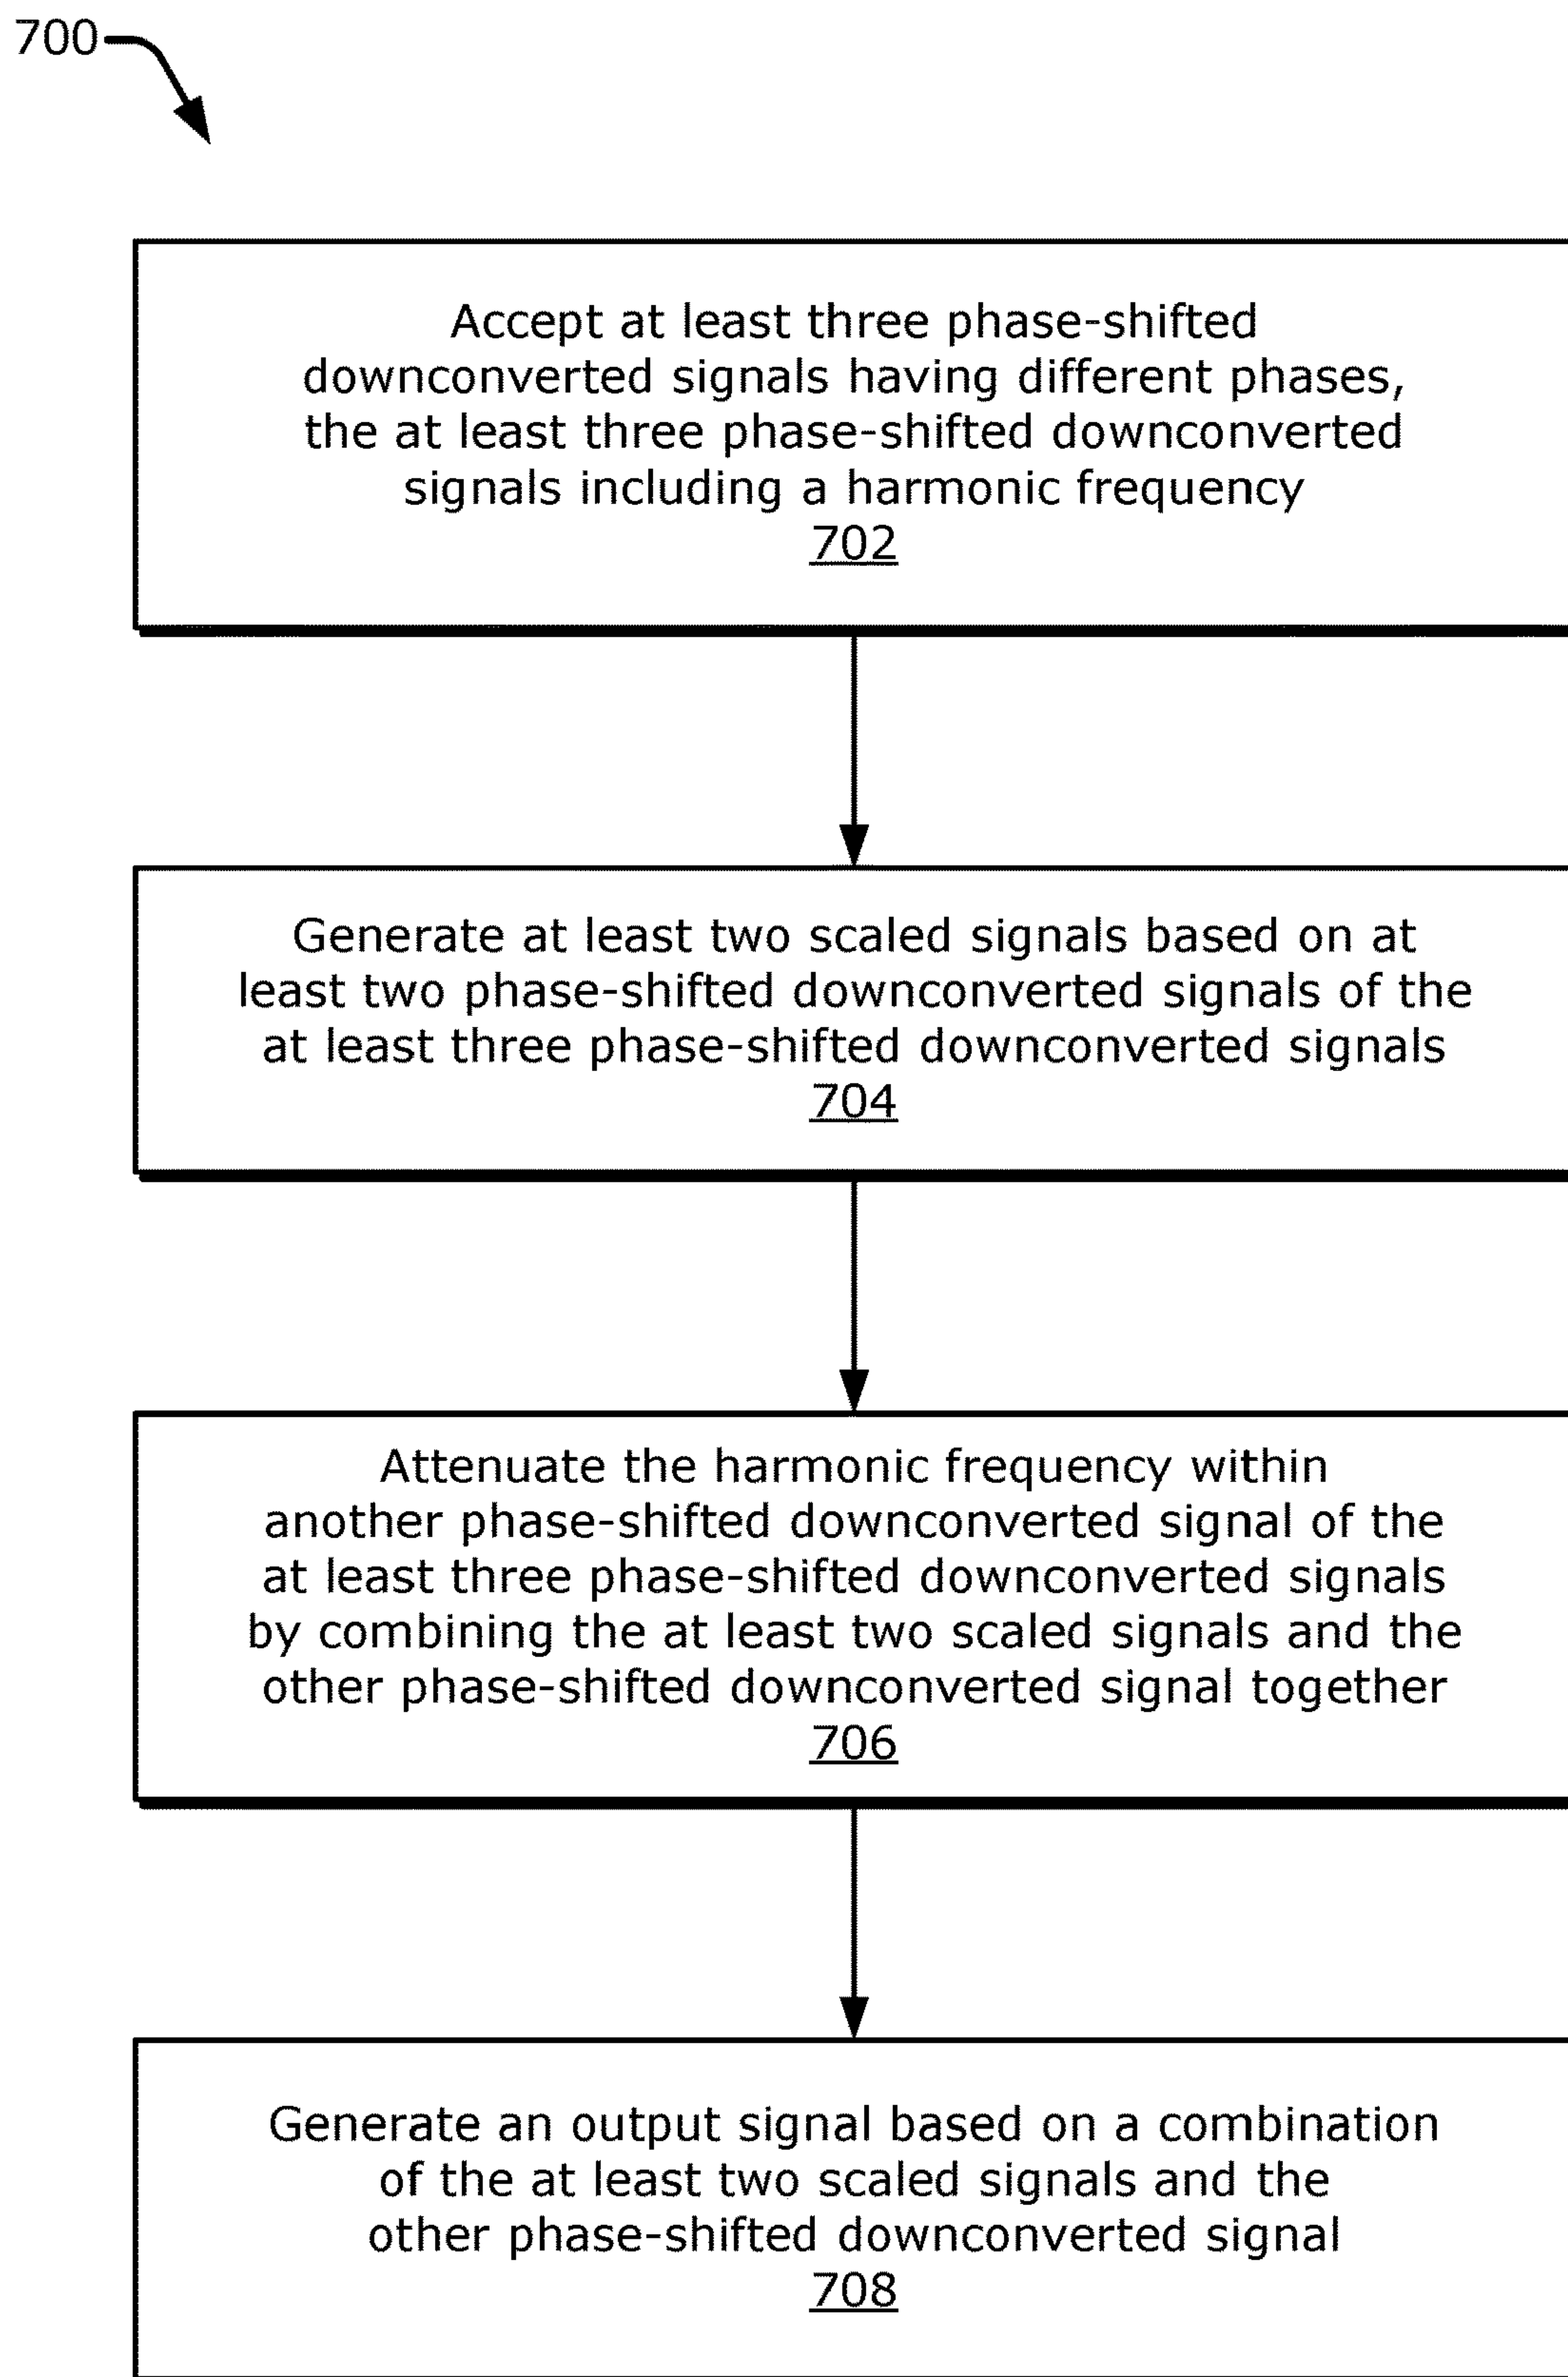 700
Accept at least three phase-shifted
downconverted signals having different phases,
the at least three phase-shifted downconverted
signals including a harmonic frequency
702
Generate at least two scaled signals based on at
least two phase-shifted downconverted signals of the
at least three phase-shifted downconverted signals
704
Attenuate the harmonic frequency within
another phase-shifted downconverted signal of the
at least three phase-shifted downconverted signals
by combining the at least two scaled signals and the
other phase-shifted downconverted signal together
706
Generate an output signal based on a combination
of the at least two scaled signals and the
other phase-shifted downconverted signal
708